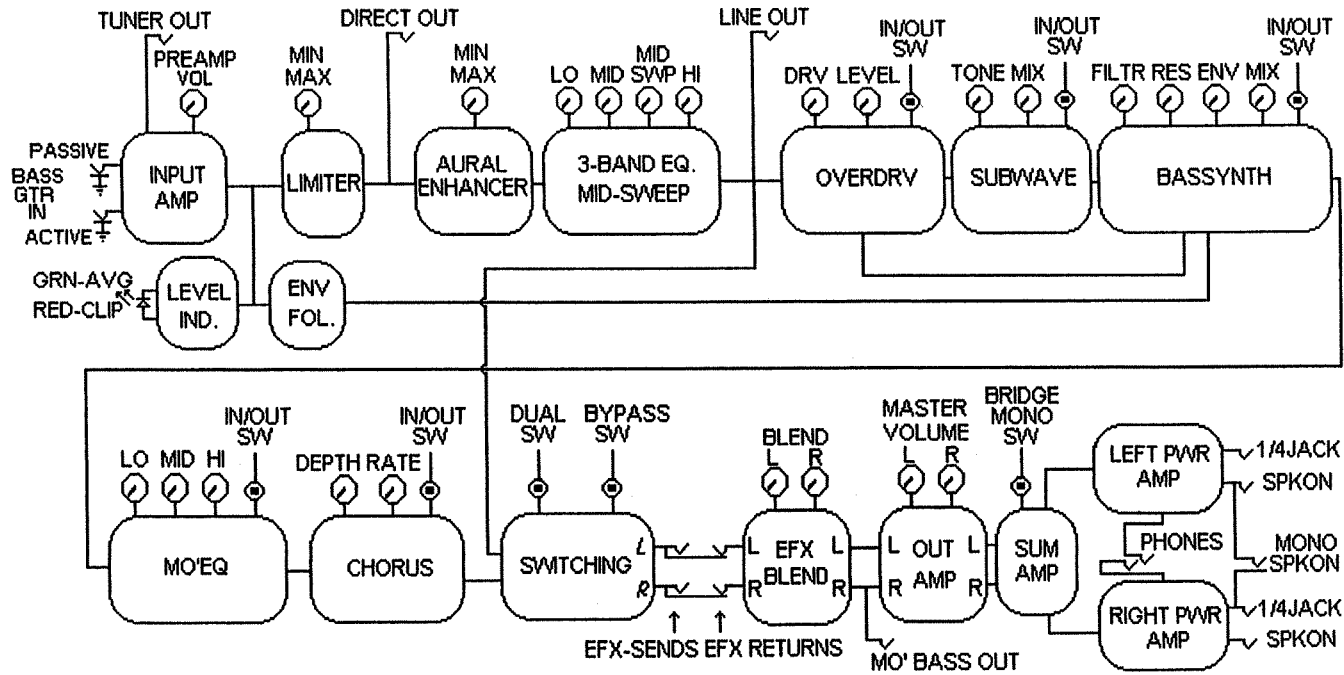 TUNER OUT
PREAMP
VOL
PASSIVE
BASS
GTR
IN
ACTIVE
INPUT
AMP
GRN-AVG
RED-CLIP
LEVEL
IND.
ENV
FOL.
MIN
MAX
LIMITER
DIRECT OUT
MIN
MAX
AURAL
ENHANCER
LO MID MID
SWP HI
3-BAND EQ.
MID-SWEEP
LINE OUT
DRV LEVEL IN/OUT
SW
OVERDRV
TONE MIX IN/OUT
SW
SUBWAVE
FILTR RES ENV MIX IN/OUT
SW
BASSYNTH
LO MID HI IN/OUT
SW
MO'EQ
DEPTH RATE IN/OUT
SW
CHORUS
DUAL
SW
BYPASS
SW
SWITCHING
L
R
EFX-SENDS EFX RETURNS
BLEND
L R
L EFX L
R BLEND R
MO' BASS OUT
MASTER
VOLUME
L R
L OUT L
R AMP R
BRIDGE
MONO
SW
SUM
AMP
LEFT PWR
AMP
1/4JACK
SPKON
PHONES
MONO
SPKON
RIGHT PWR
AMP
1/4JACK
SPKON